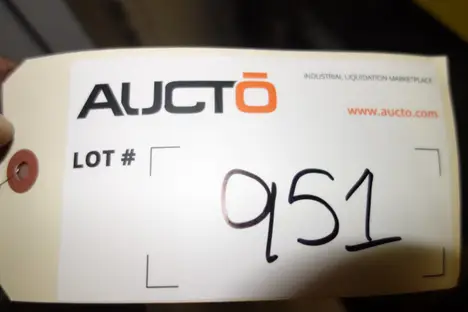 AUCTŌ
INDUSTRIAL LIQUIDATION MARKETPLACE
www.aucto.com
LOT #
951